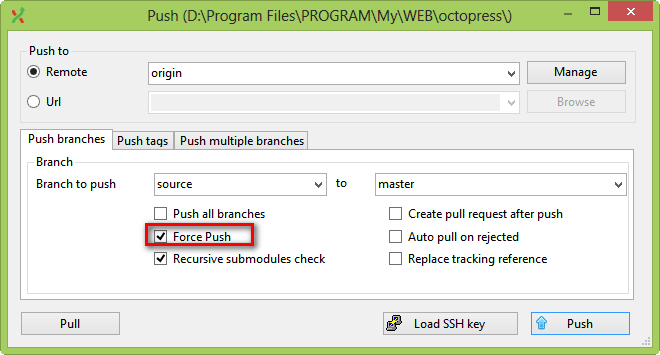 Push (D:\Program Files\PROGRAM\My\WEB\octopress\)
Push to
Remote origin Manage
Url Browse
Push branches Push tags Push multiple branches
Branch
Branch to push source to master
Push all branches Create pull request after push
Force Push Auto pull on rejected
Recursive submodules check Replace tracking reference
Pull Load SSH key Push